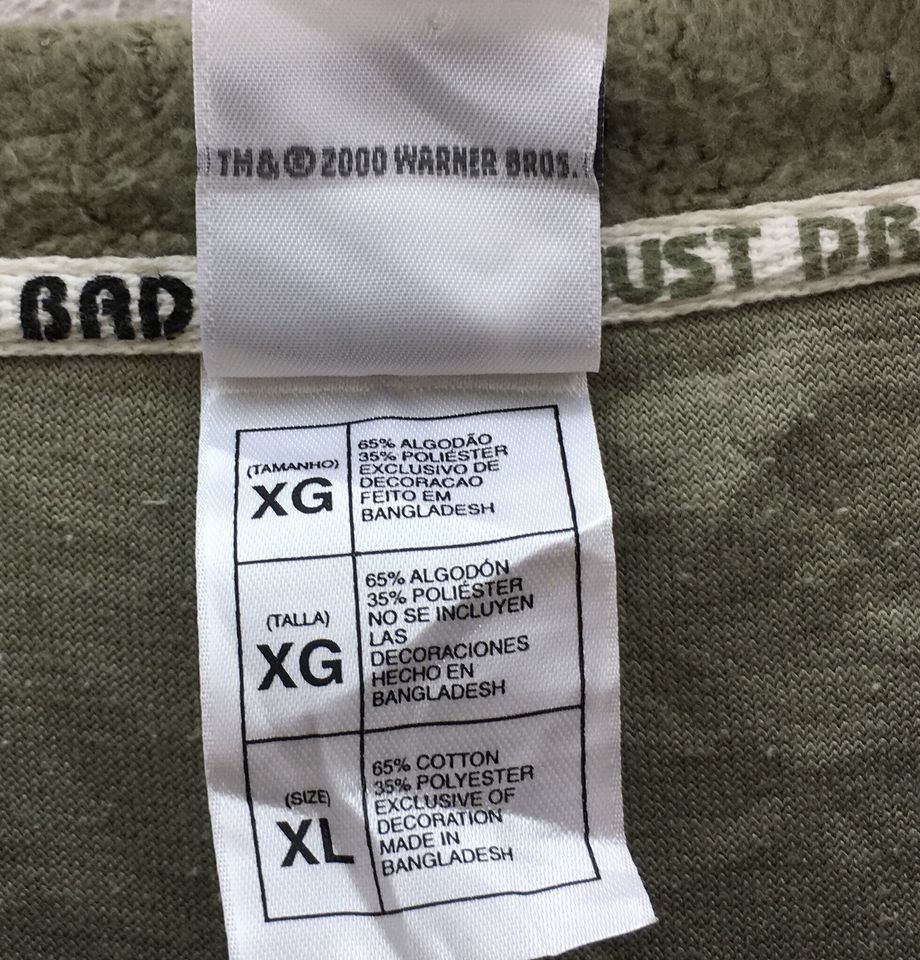 TM&© 2000 WARNER BROS.
BAD
UST DR
(TAMANHO)
XG
65% ALGODÃO
35% POLIÉSTER
EXCLUSIVO DE
DECORACAO
FEITO EM
BANGLADESH
(TALLA)
XG
65% ALGODÓN
35% POLIÉSTER
NO SE INCLUYEN
LAS
DECORACIONES
HECHO EN
BANGLADESH
(SIZE)
XL
65% COTTON
35% POLYESTER
EXCLUSIVE OF
DECORATION
MADE IN
BANGLADESH